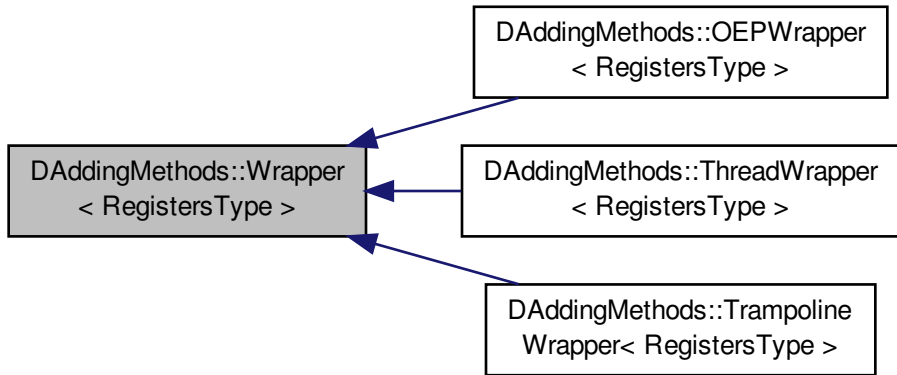 DAddingMethods::OEPWrapper
< RegistersType >
DAddingMethods::Wrapper
< RegistersType >
DAddingMethods::ThreadWrapper
< RegistersType >
DAddingMethods::Trampoline
Wrapper< RegistersType >